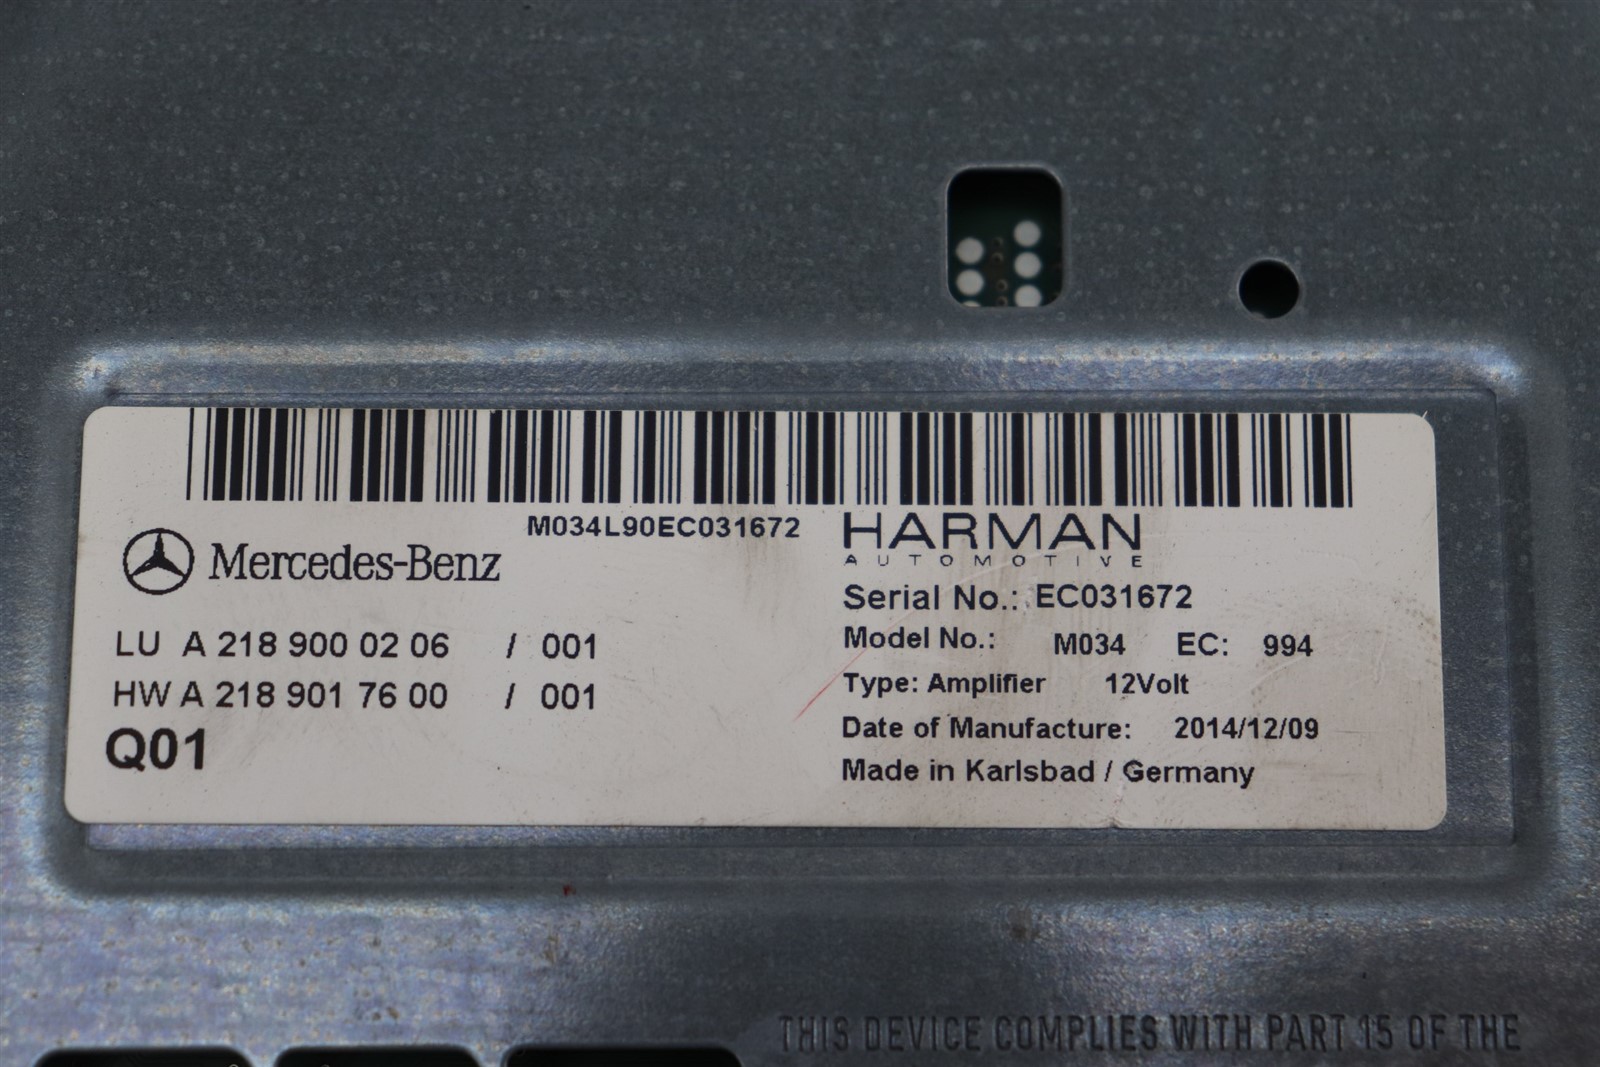 M034L90EC031672
Mercedes-Benz
LU A 218 900 02 06 / 001
HW A 218 901 76 00 / 001
Q01
HARMAN
AUTOMOTIVE
Serial No.: EC031672
Model No.: M034 EC: 994
Type: Amplifier 12Volt
Date of Manufacture: 2014/12/09
Made in Karlsbad / Germany
THIS DEVICE COMPLIES WITH PART 15 OF THE